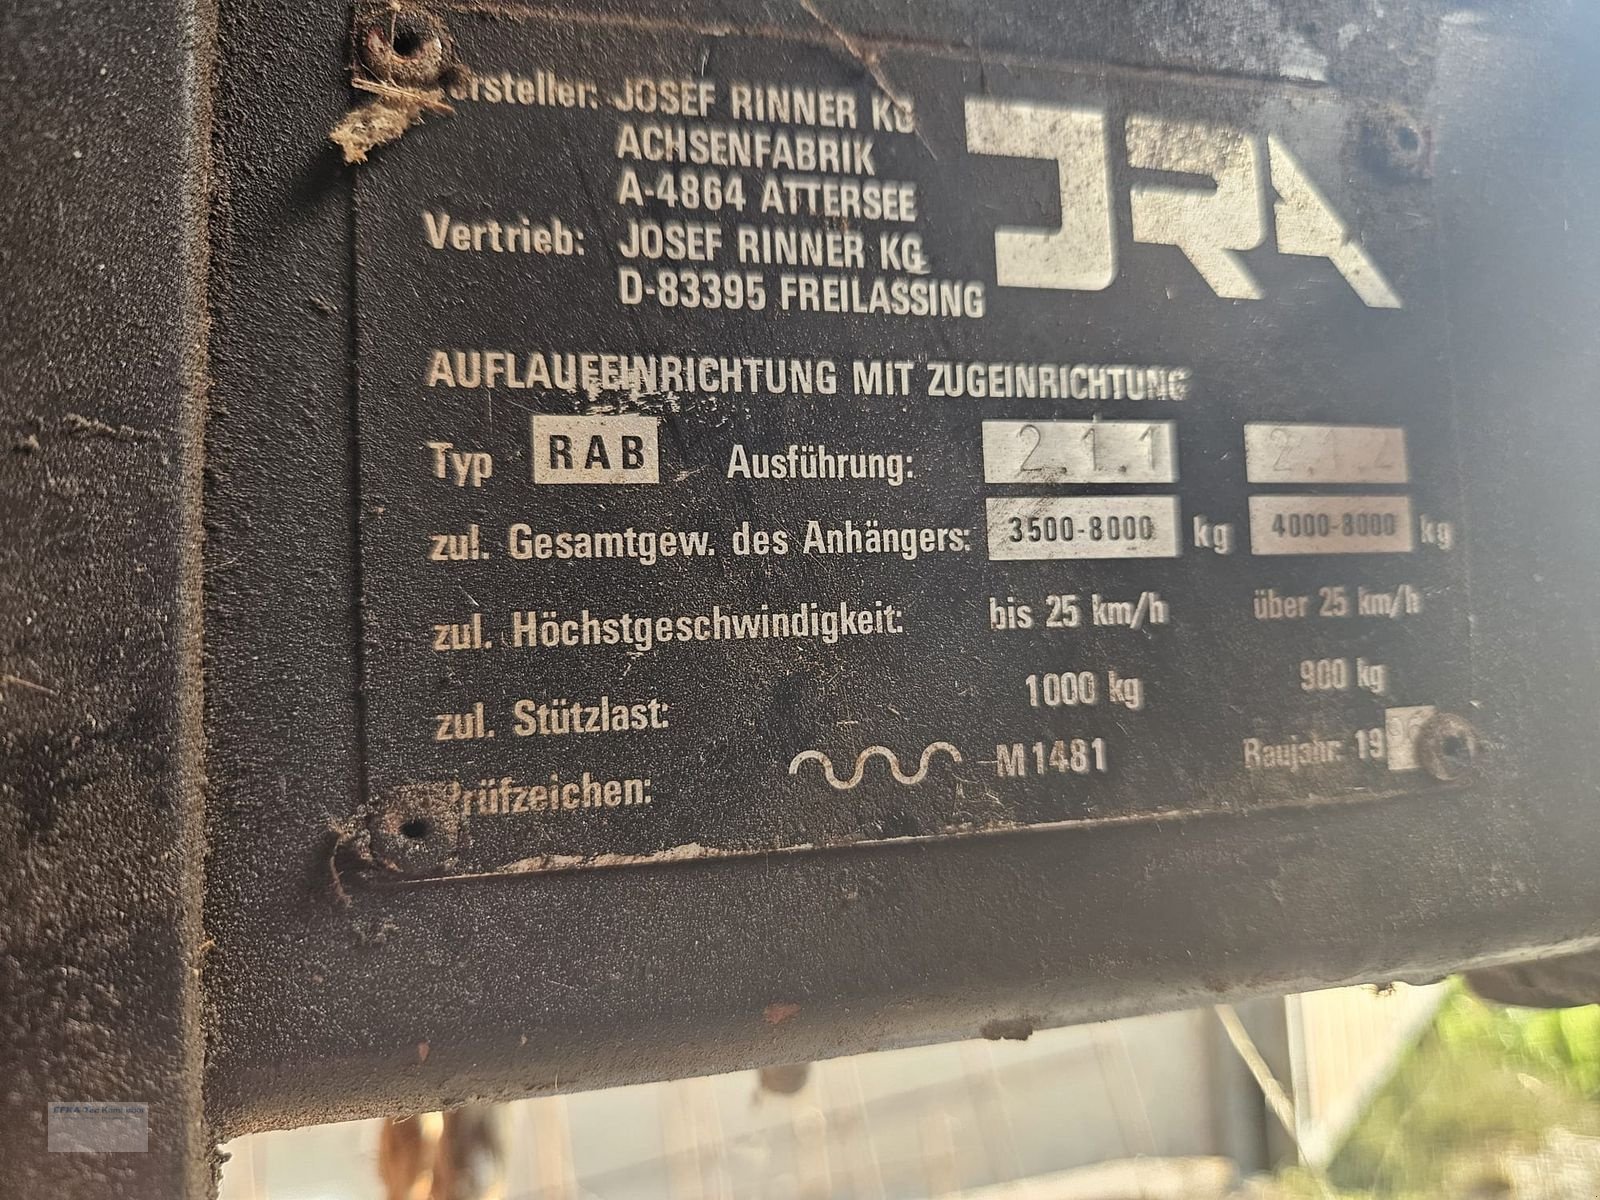 Hersteller: JOSEF RINNER KG
ACHSENFABRIK
A-4864 ATTERSEE
Vertrieb: JOSEF RINNER KG
D-83395 FREILASSING
JRA
AUFLAUFEINRICHTUNG MIT ZUGEINRICHTUNG
Typ RAB Ausführung: 2.1.1 2.1.2
zul. Gesamtgew. des Anhängers: 3500-8000 kg 4000-8000 kg
zul. Höchstgeschwindigkeit: bis 25 km/h über 25 km/h
zul. Stützlast: 1000 kg 900 kg
Prüfzeichen: M1481 Baujahr: 19